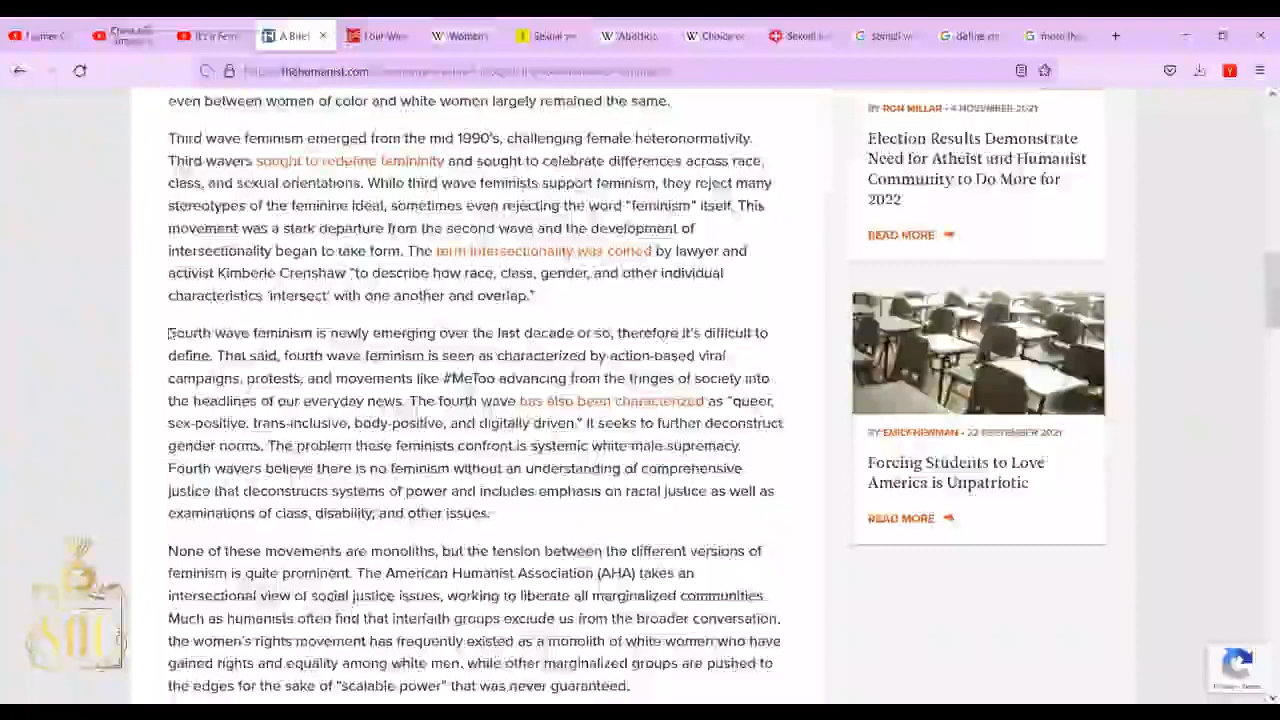 A Brief
Women's
Abortion
thehumanist.com
even between women of color and white women largely remained the same.
Third wave feminism emerged from the mid 1990's, challenging female heteronormativity.
Third wavers sought to redefine femininity and sought to celebrate differences across race,
class, and sexual orientations. While third wave feminists support feminism, they reject many
stereotypes of the feminine ideal, sometimes even rejecting the word "feminism" itself. This
movement was a stark departure from the second wave and the development of
intersectionality began to take form. The term intersectionality was coined by lawyer and
activist Kimberle Crenshaw "to describe how race, class, gender, and other individual
characteristics 'intersect' with one another and overlap."
Fourth wave feminism is newly emerging over the last decade or so, therefore it's difficult to
define. That said, fourth wave feminism is seen as characterized by action-based viral
campaigns, protests, and movements like #MeToo advancing from the fringes of society into
the headlines of our everyday news. The fourth wave has also been characterized as "queer,
sex-positive, trans-inclusive, body-positive, and digitally driven." It seeks to further deconstruct
gender norms. The problem these feminists confront is systemic white male supremacy.
Fourth wavers believe there is no feminism without an understanding of comprehensive
justice that deconstructs systems of power and includes emphasis on racial justice as well as
examinations of class, disability, and other issues.
None of these movements are monoliths, but the tension between the different versions of
feminism is quite prominent. The American Humanist Association (AHA) takes an
intersectional view of social justice issues, working to liberate all marginalized communities.
Much as humanists often find that interfaith groups exclude us from the broader conversation,
the women's rights movement has frequently existed as a monolith of white women who have
gained rights and equality among white men, while other marginalized groups are pushed to
the edges for the sake of "scalable power" that was never guaranteed.
BY RON MILLAR • 4 NOVEMBER 2021
Election Results Demonstrate
Need for Atheist and Humanist
Community to Do More for
2022
READ MORE
BY EMILY NEWMAN • 22 SEPTEMBER 2021
Forcing Students to Love
America is Unpatriotic
READ MORE